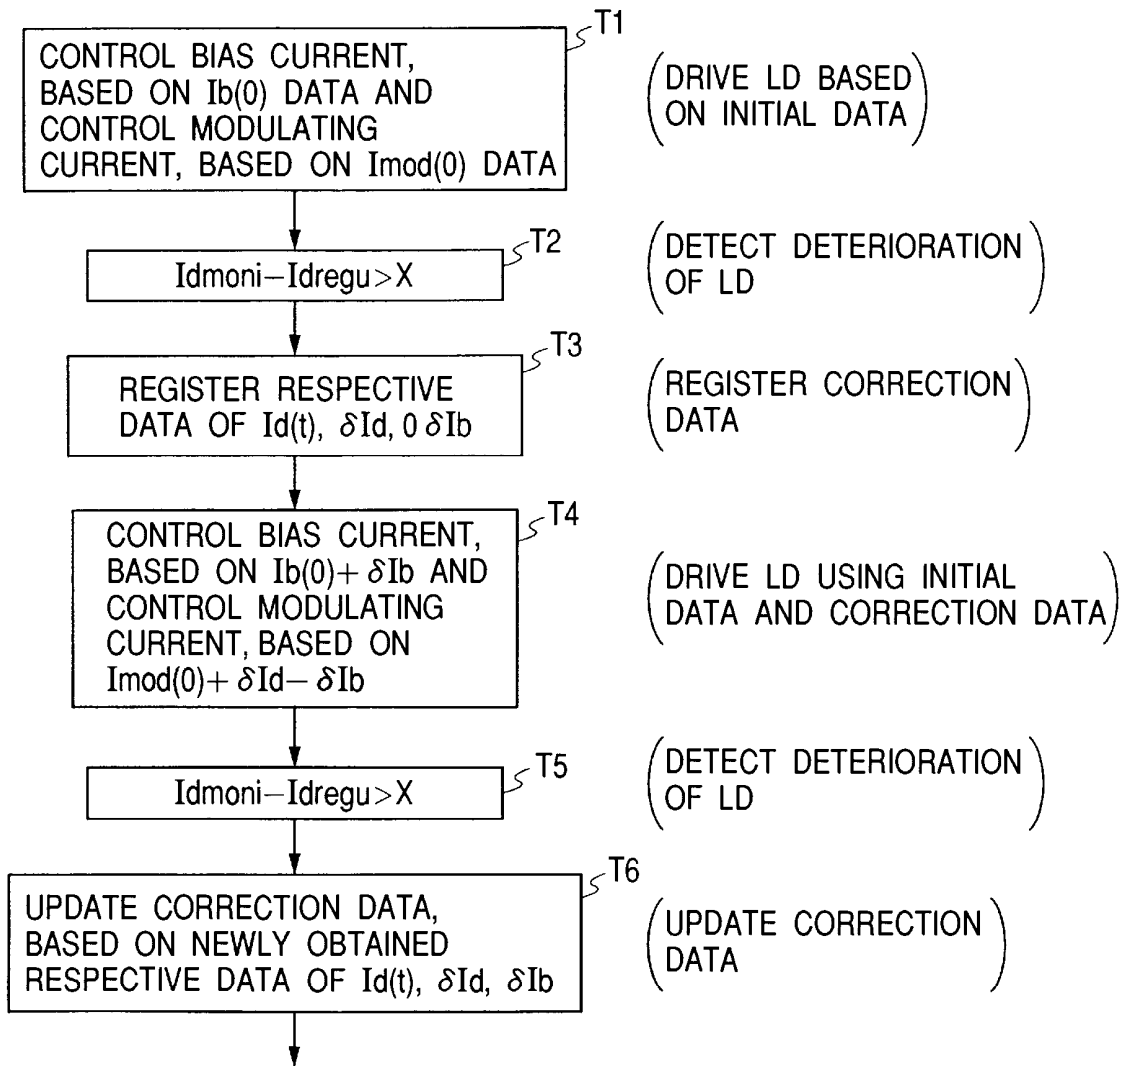 T1
CONTROL BIAS CURRENT,
BASED ON Ib(0) DATA AND
CONTROL MODULATING
CURRENT, BASED ON Imod(0) DATA
(DRIVE LD BASED
ON INITIAL DATA)
T2
Idmoni−Idregu>X
(DETECT DETERIORATION
OF LD)
T3
REGISTER RESPECTIVE
DATA OF Id(t), δId, 0 δIb
(REGISTER CORRECTION
DATA)
T4
CONTROL BIAS CURRENT,
BASED ON Ib(0)+ δIb AND
CONTROL MODULATING
CURRENT, BASED ON
Imod(0)+ δId− δIb
(DRIVE LD USING INITIAL
DATA AND CORRECTION DATA)
T5
Idmoni−Idregu>X
(DETECT DETERIORATION
OF LD)
T6
UPDATE CORRECTION DATA,
BASED ON NEWLY OBTAINED
RESPECTIVE DATA OF Id(t), δId, δIb
(UPDATE CORRECTION
DATA)